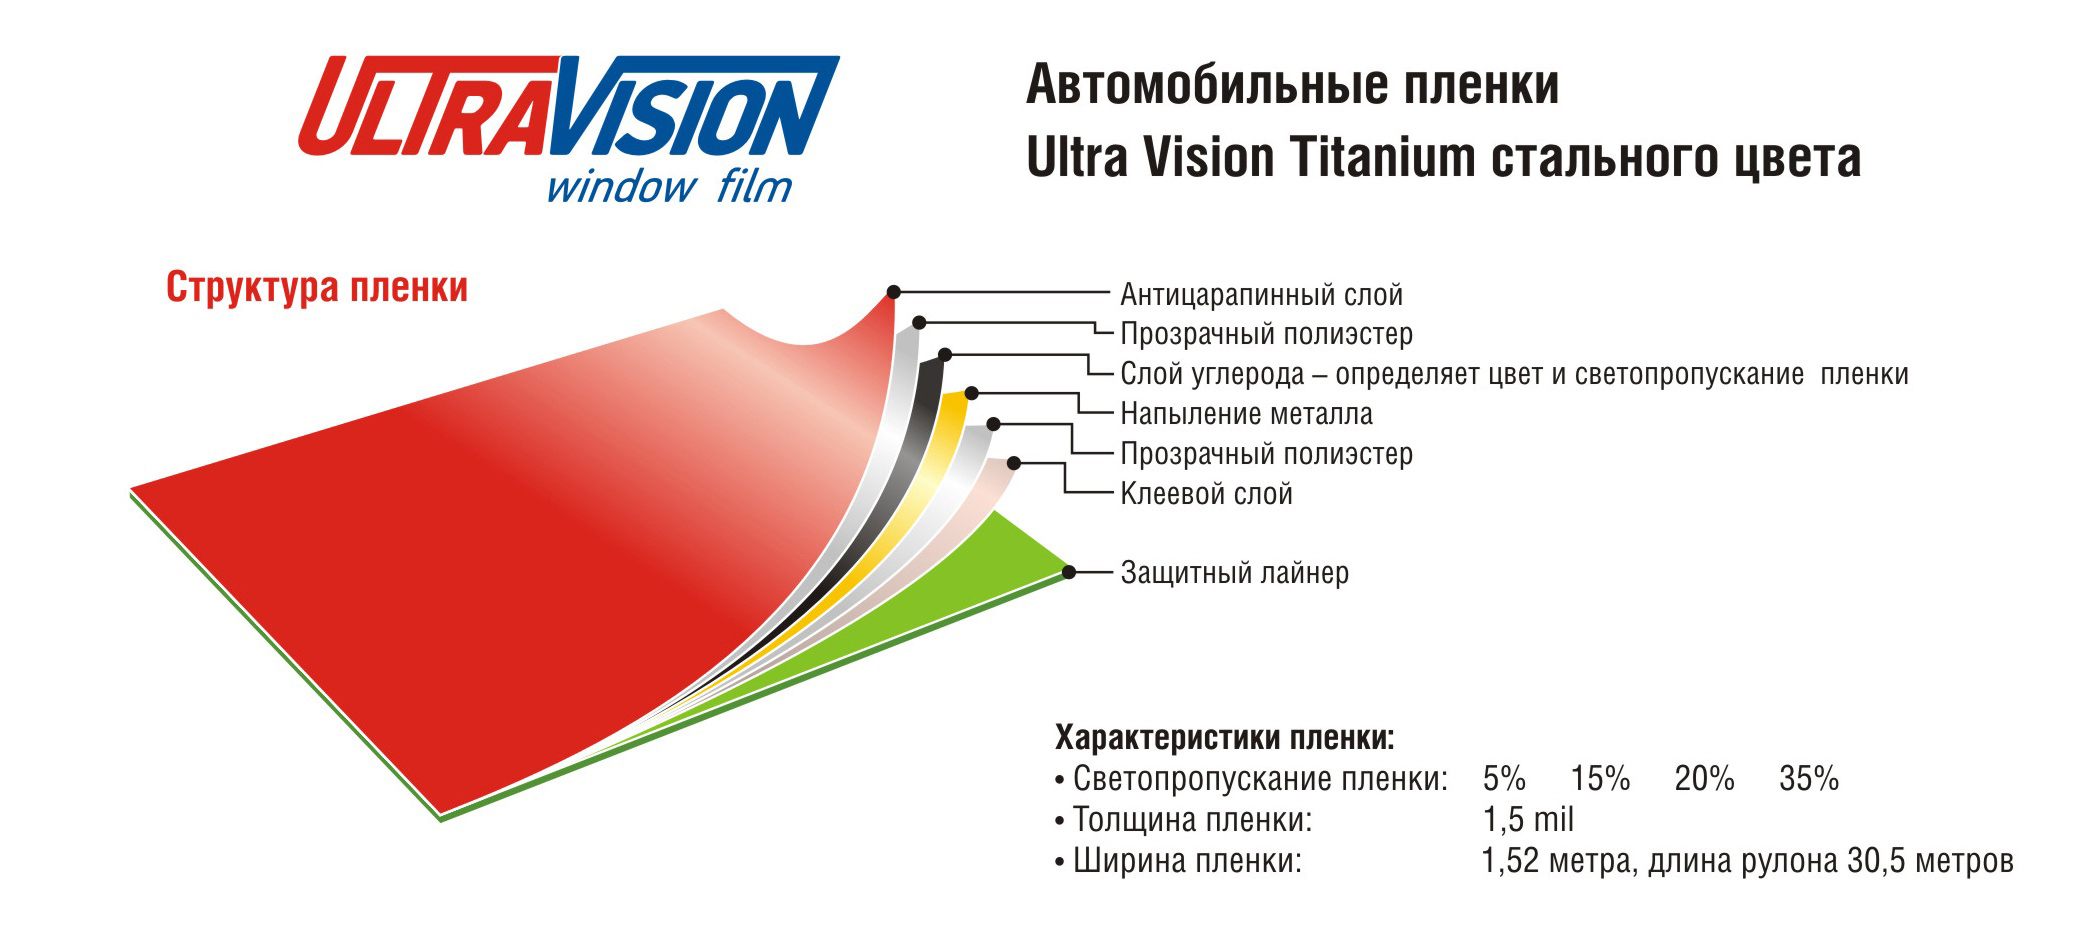 ULTRAVISION
window film
Автомобильные пленки
Ultra Vision Titanium стального цвета
Структура пленки
Антицарапинный слой
Прозрачный полиэстер
Слой углерода – определяет цвет и светопропускание пленки
Напыление металла
Прозрачный полиэстер
Клеевой слой
Защитный лайнер
Характеристики пленки:
• Светопропускание пленки: 5% 15% 20% 35%
• Толщина пленки: 1,5 mil
• Ширина пленки: 1,52 метра, длина рулона 30,5 метров